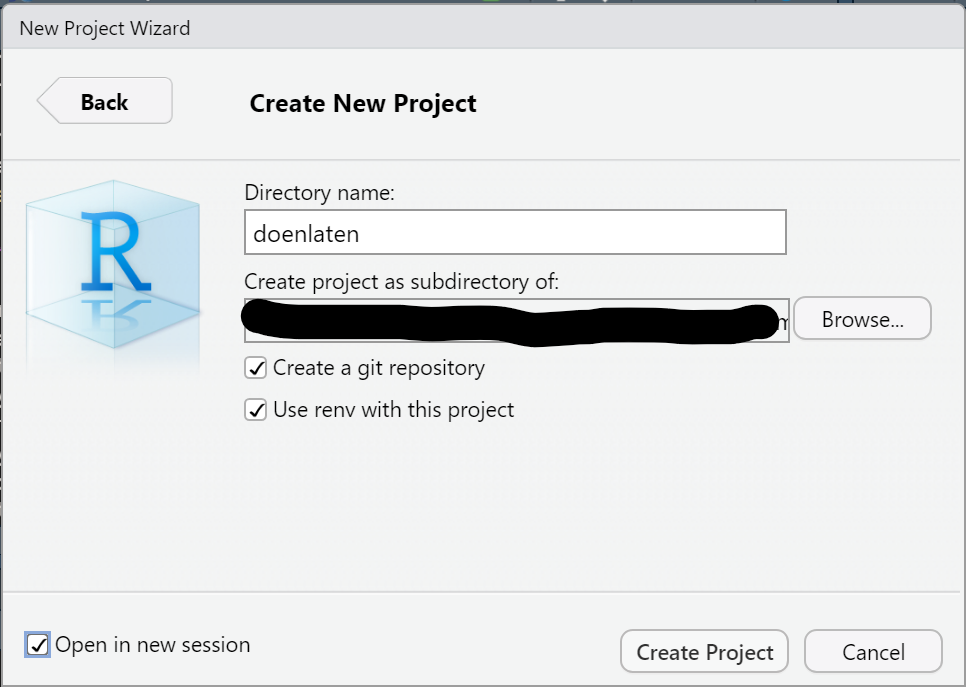 New Project Wizard
Back
Create New Project
R
Directory name:
doenlaten
Create project as subdirectory of:
Browse...
Create a git repository
Use renv with this project
Open in new session
Create Project
Cancel